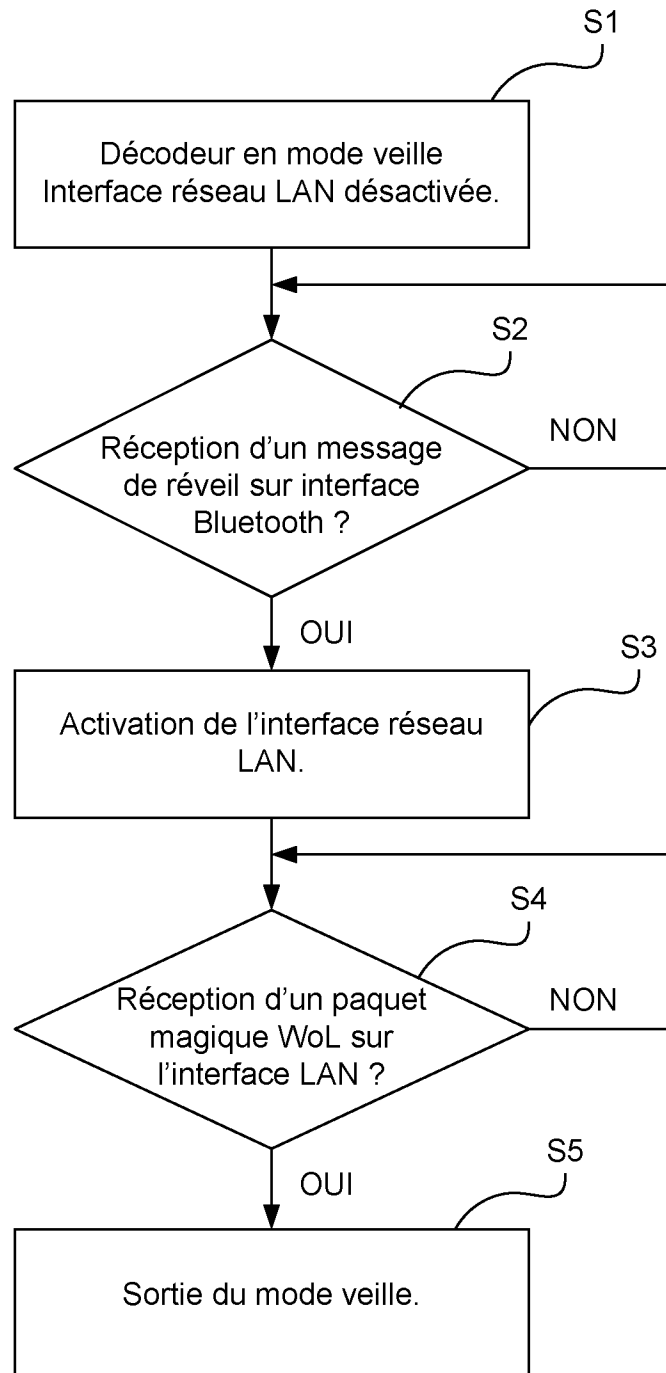 S1
Décodeur en mode veille
Interface réseau LAN désactivée.
S2
Réception d'un message
de réveil sur interface
Bluetooth ?
NON
OUI
S3
Activation de l'interface réseau
LAN.
S4
Réception d'un paquet
magique WoL sur
l'interface LAN ?
NON
OUI
S5
Sortie du mode veille.